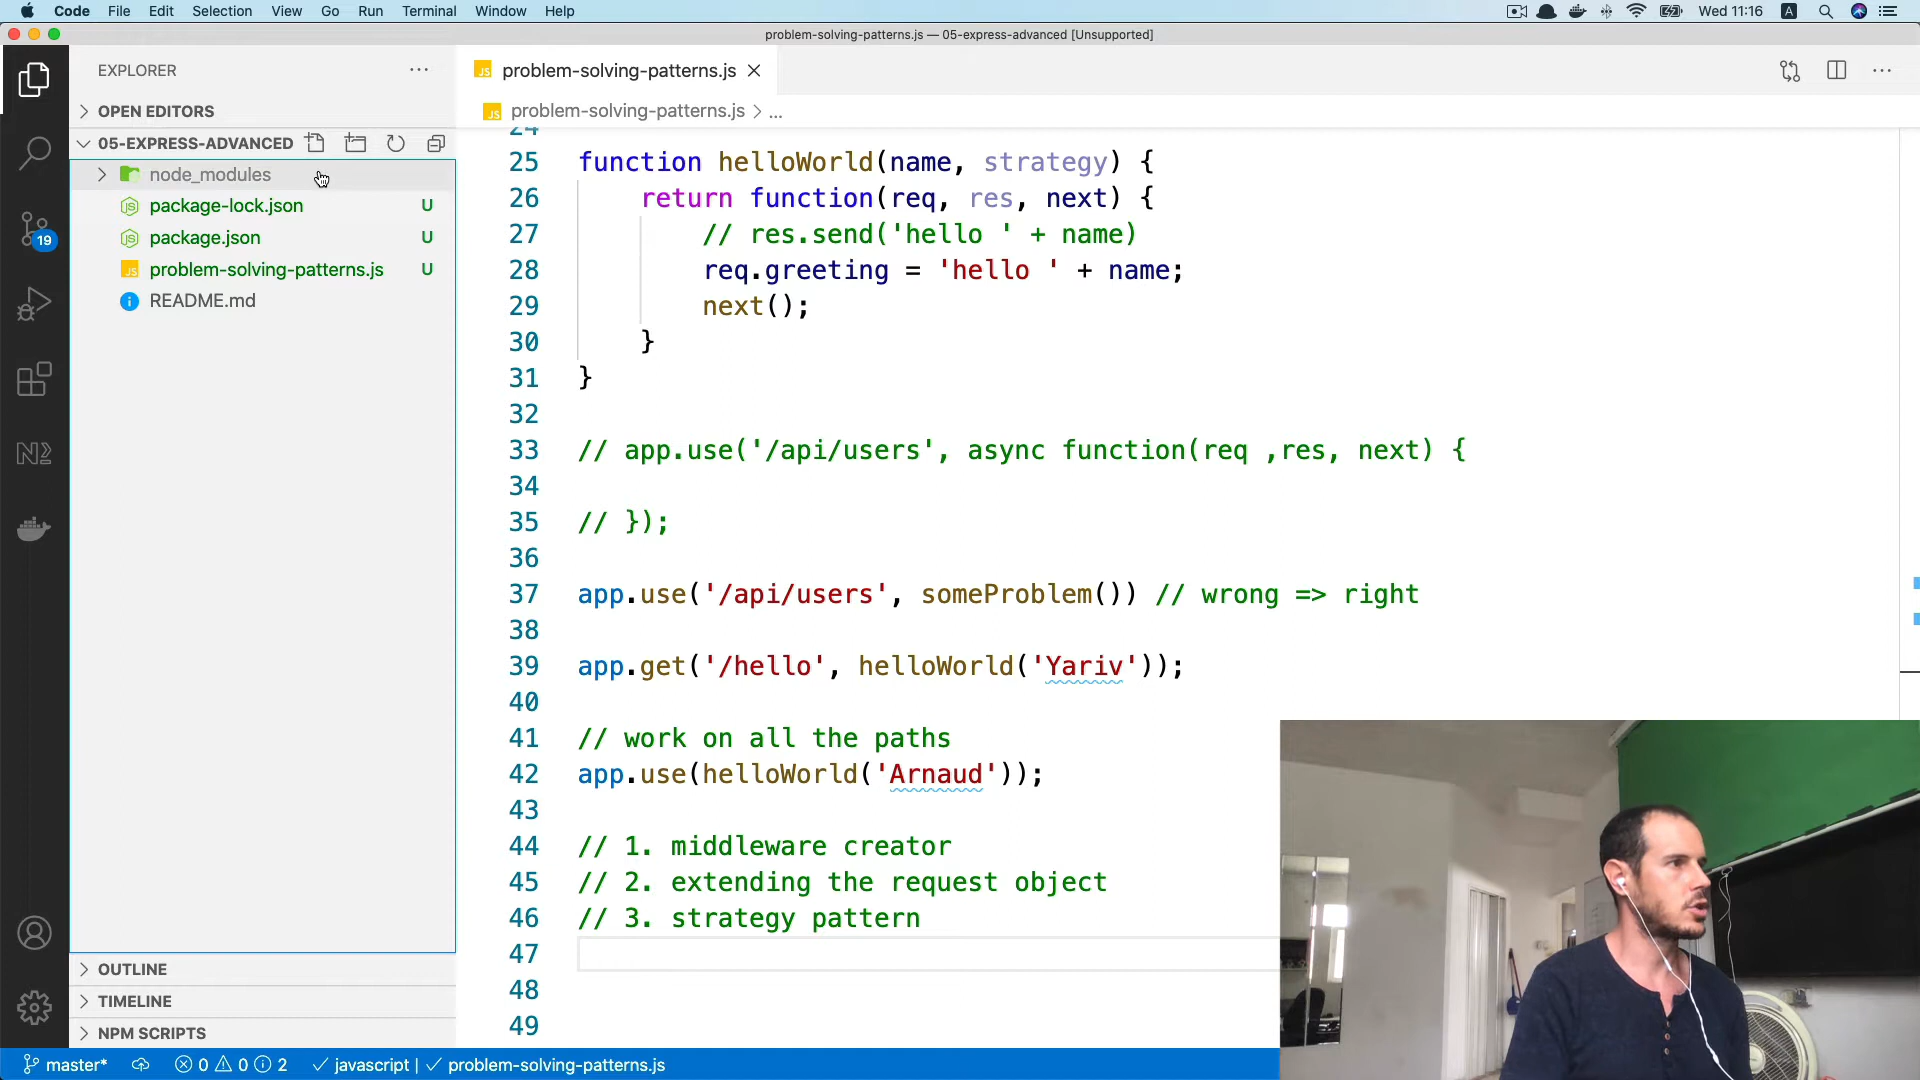 Code File Edit Selection View Go Run Terminal Window Help Wed 11:16 A
problem-solving-patterns.js — 05-express-advanced [Unsupported]
EXPLORER
OPEN EDITORS
05-EXPRESS-ADVANCED
node_modules
package-lock.json U
package.json U
problem-solving-patterns.js U
README.md
19
OUTLINE
TIMELINE
NPM SCRIPTS
JS problem-solving-patterns.js
JS problem-solving-patterns.js > ...
24
25 function helloWorld(name, strategy) {
26 return function(req, res, next) {
27 // res.send('hello ' + name)
28 req.greeting = 'hello ' + name;
29 next();
30 }
31 }
32
33 // app.use('/api/users', async function(req ,res, next) {
34
35 // });
36
37 app.use('/api/users', someProblem()) // wrong => right
38
39 app.get('/hello', helloWorld('Yariv'));
40
41 // work on all the paths
42 app.use(helloWorld('Arnaud'));
43
44 // 1. middleware creator
45 // 2. extending the request object
46 // 3. strategy pattern
47
48
49
master* 0 0 2 javascript | problem-solving-patterns.js